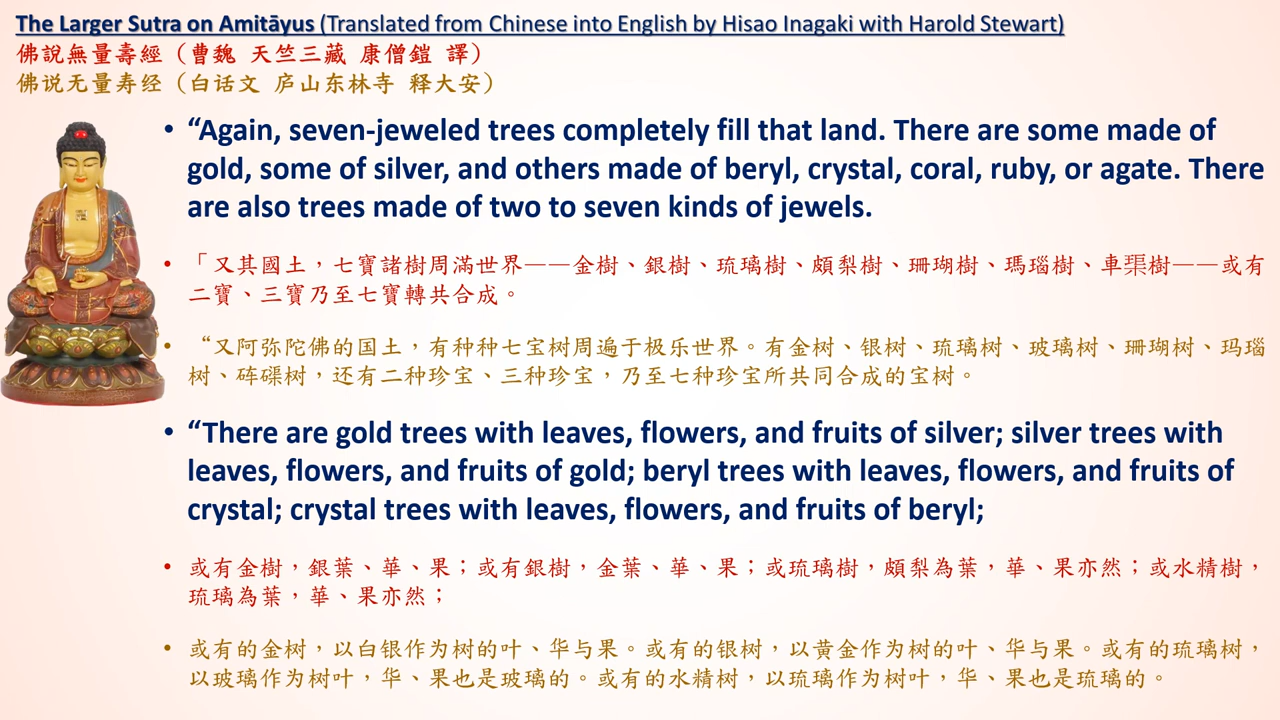 The Larger Sutra on Amitāyus (Translated from Chinese into English by Hisao Inagaki with Harold Stewart)
佛說無量壽經（曹魏 天竺三藏 康僧鎧 譯）
佛说无量寿经（白话文 庐山东林寺 释大安）
• “Again, seven-jeweled trees completely fill that land. There are some made of
gold, some of silver, and others made of beryl, crystal, coral, ruby, or agate. There
are also trees made of two to seven kinds of jewels.
• 「又其國土，七寶諸樹周滿世界——金樹、銀樹、琉璃樹、頗梨樹、珊瑚樹、瑪瑙樹、車𤦲樹——或有
二寶、三寶乃至七寶轉共合成。
• “又阿弥陀佛的国土，有种种七宝树周遍于极乐世界。有金树、银树、琉璃树、玻璃树、珊瑚树、玛瑙
树、砗磲树，还有二种珍宝、三种珍宝，乃至七种珍宝所共同合成的宝树。
• “There are gold trees with leaves, flowers, and fruits of silver; silver trees with
leaves, flowers, and fruits of gold; beryl trees with leaves, flowers, and fruits of
crystal; crystal trees with leaves, flowers, and fruits of beryl;
• 或有金樹，銀葉、華、果；或有銀樹，金葉、華、果；或琉璃樹，頗梨為葉，華、果亦然；或水精樹，
琉璃為葉，華、果亦然；
• 或有的金树，以白银作为树的叶、华与果。或有的银树，以黄金作为树的叶、华与果。或有的琉璃树，
以玻璃作为树叶，华、果也是玻璃的。或有的水精树，以琉璃作为树叶，华、果也是琉璃的。